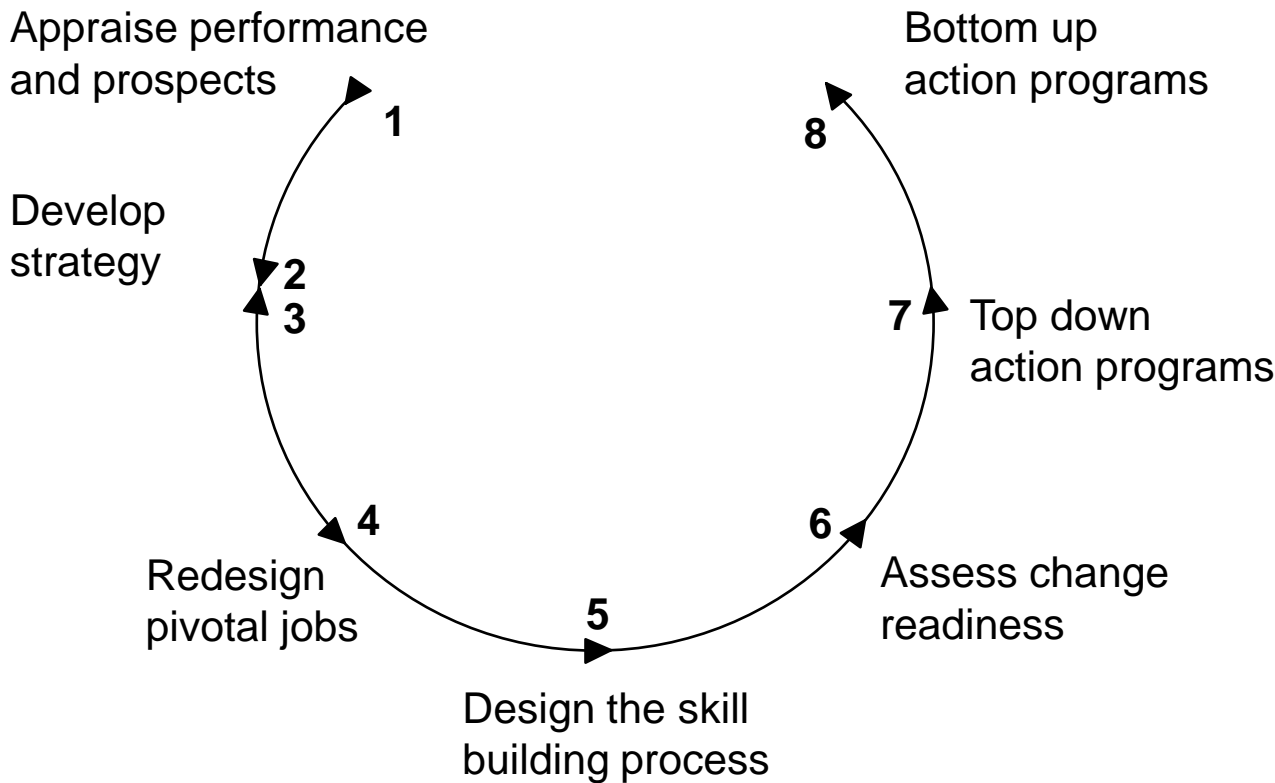 Appraise performance
and prospects
1
Develop
strategy
2
3
4
Redesign
pivotal jobs
5
Design the skill
building process
6
Assess change
readiness
7
Top down
action programs
8
Bottom up
action programs